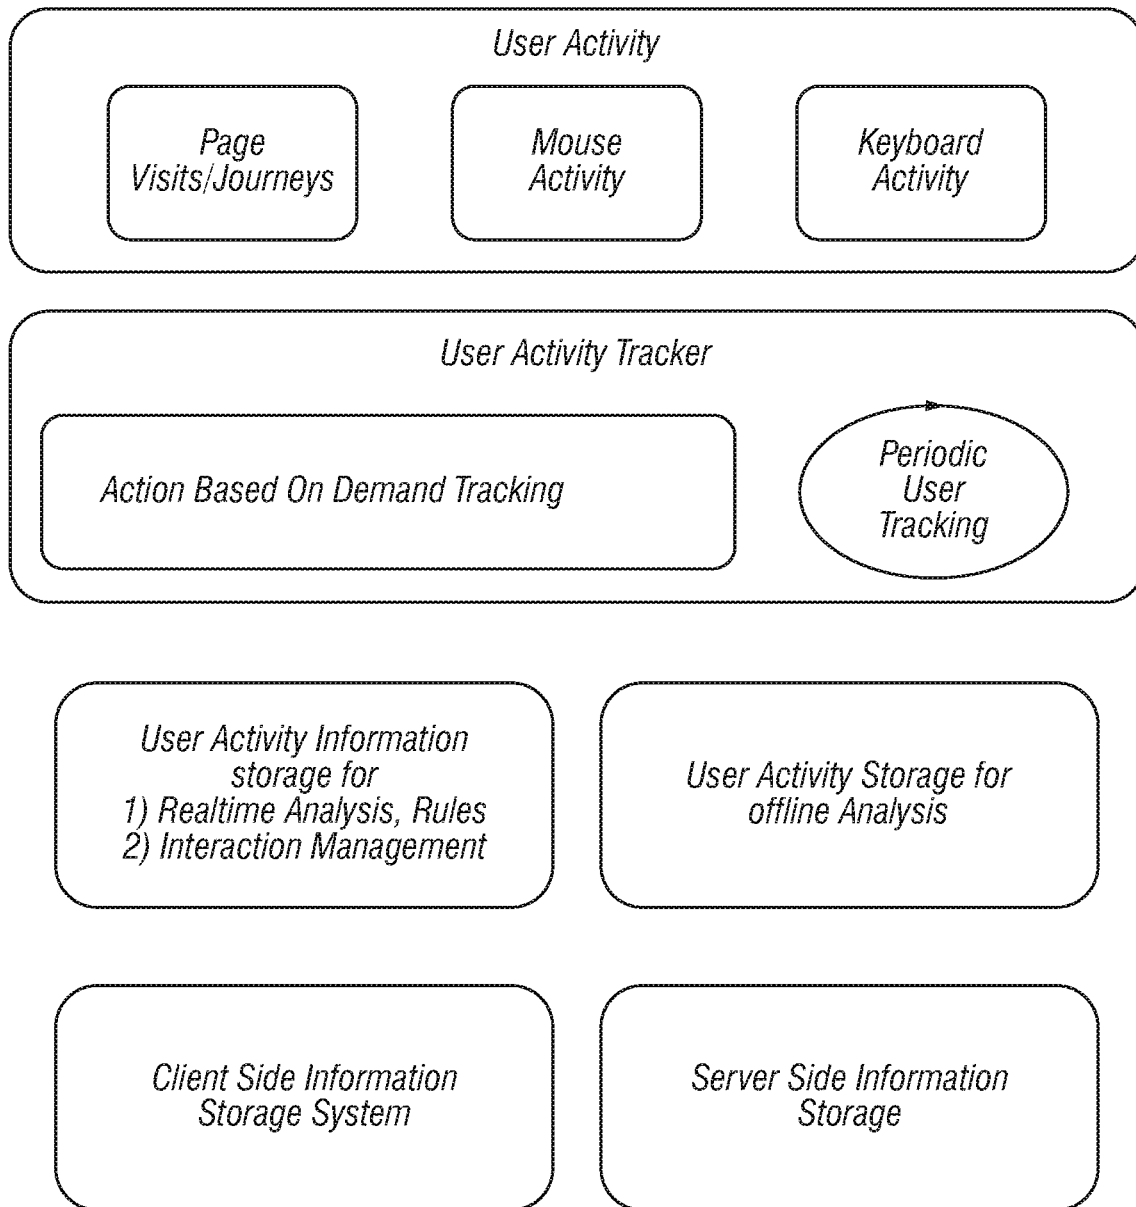 User Activity
Page
Visits/Journeys
Mouse
Activity
Keyboard
Activity
User Activity Tracker
Action Based On Demand Tracking
Periodic
User
Tracking
User Activity Information
storage for
1) Realtime Analysis, Rules
2) Interaction Management
User Activity Storage for
offline Analysis
Client Side Information
Storage System
Server Side Information
Storage